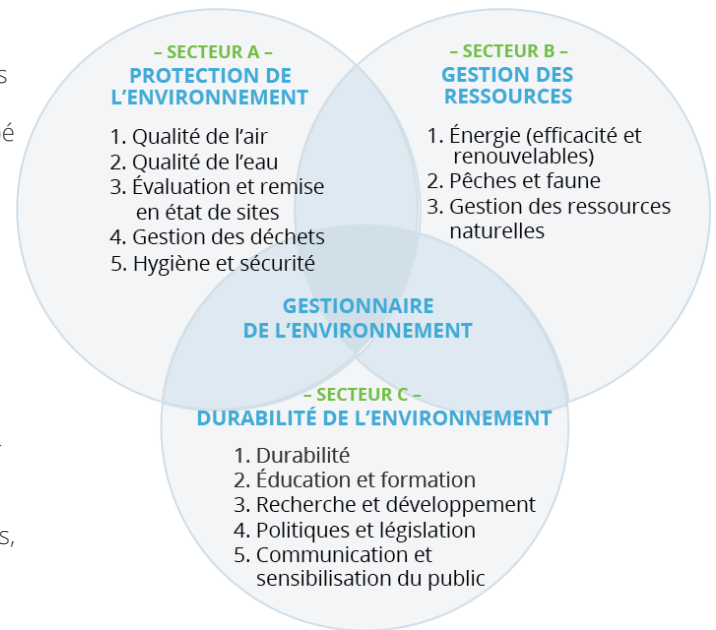 – SECTEUR A –
PROTECTION DE
L’ENVIRONNEMENT
1. Qualité de l’air
2. Qualité de l’eau
3. Évaluation et remise
en état de sites
4. Gestion des déchets
5. Hygiène et sécurité
– SECTEUR B –
GESTION DES
RESSOURCES
1. Énergie (efficacité et
renouvelables)
2. Pêches et faune
3. Gestion des ressources
naturelles
GESTIONNAIRE
DE L’ENVIRONNEMENT
– SECTEUR C –
DURABILITÉ DE L’ENVIRONNEMENT
1. Durabilité
2. Éducation et formation
3. Recherche et développement
4. Politiques et législation
5. Communication et
sensibilisation du public